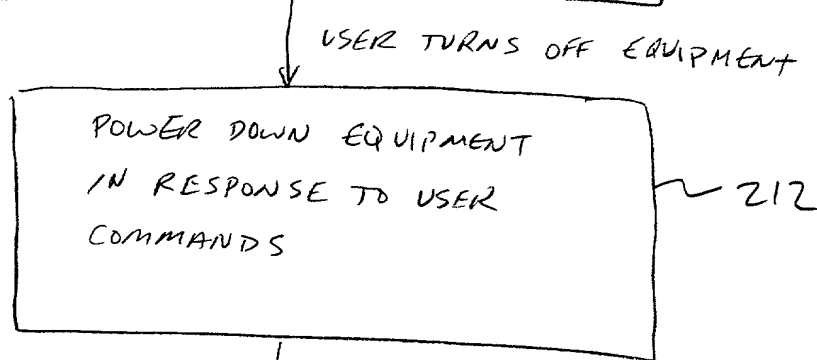 USER TURNS OFF EQUIPMENT
POWER DOWN EQUIPMENT
IN RESPONSE TO USER
COMMANDS
212